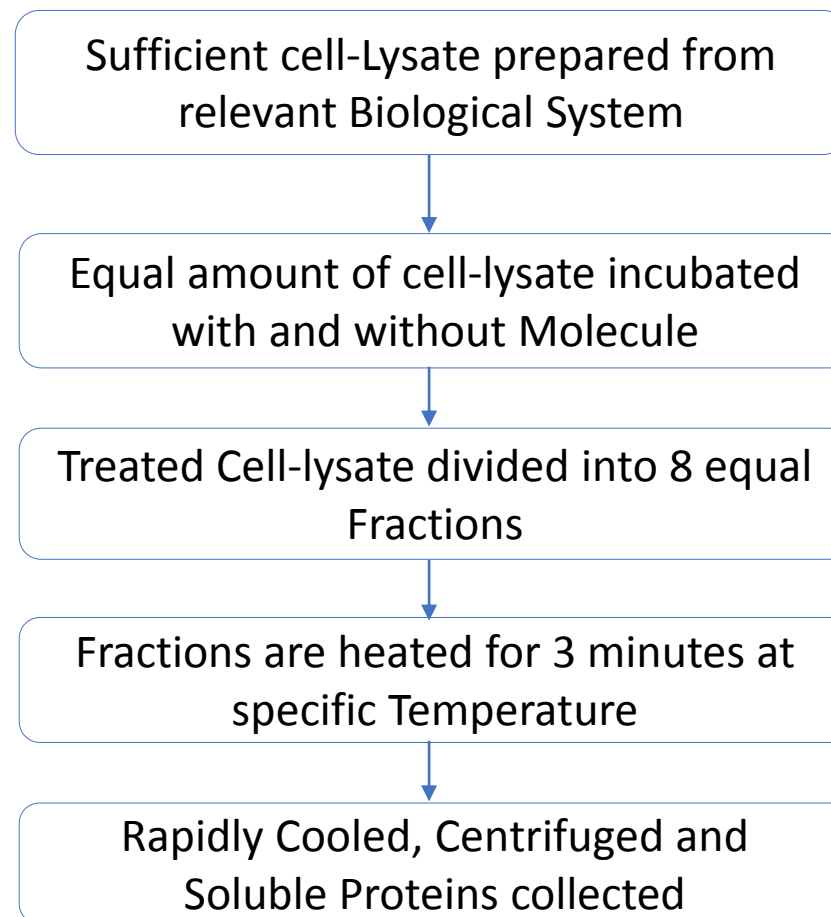 Sufficient cell-Lysate prepared from
relevant Biological System
Equal amount of cell-lysate incubated
with and without Molecule
Treated Cell-lysate divided into 8 equal
Fractions
Fractions are heated for 3 minutes at
specific Temperature
Rapidly Cooled, Centrifuged and
Soluble Proteins collected